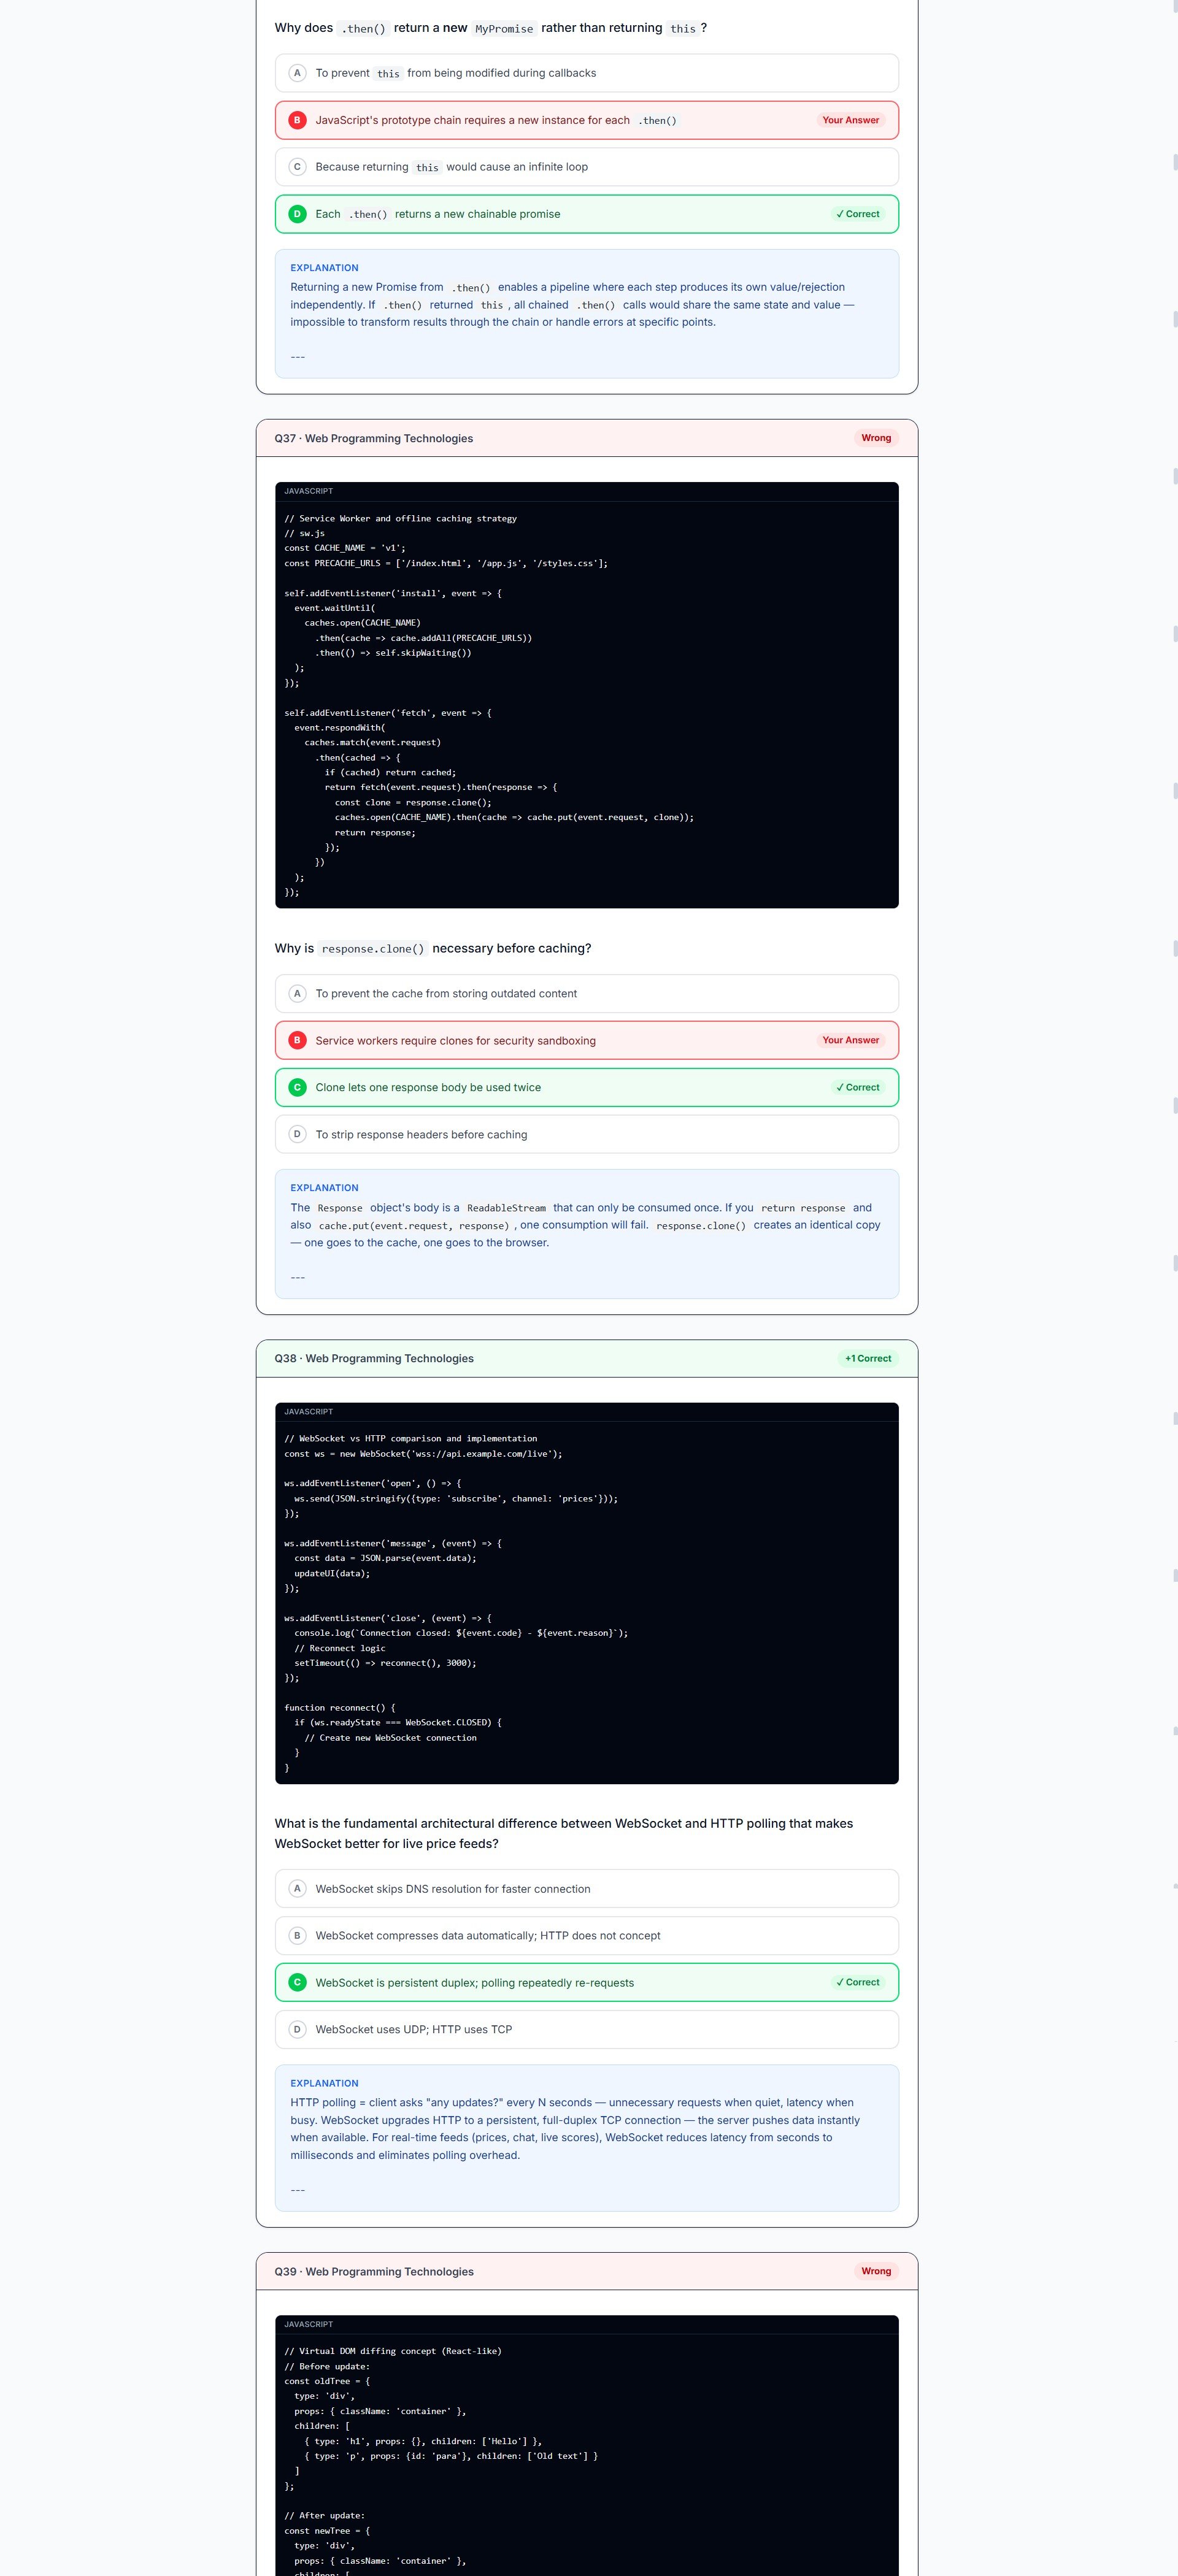 Why does .then() return a new MyPromise rather than returning this?
A To prevent this from being modified during callbacks
B JavaScript's prototype chain requires a new instance for each .then() Your Answer
C Because returning this would cause an infinite loop
D Each .then() returns a new chainable promise ✓ Correct
EXPLANATION
Returning a new Promise from .then() enables a pipeline where each step produces its own value/rejection
independently. If .then() returned this , all chained .then() calls would share the same state and value —
impossible to transform results through the chain or handle errors at specific points.
---
Q37 · Web Programming Technologies Wrong
JAVASCRIPT
// Service Worker and offline caching strategy
// sw.js
const CACHE_NAME = 'v1';
const PRECACHE_URLS = ['/index.html', '/app.js', '/styles.css'];
self.addEventListener('install', event => {
  event.waitUntil(
    caches.open(CACHE_NAME)
      .then(cache => cache.addAll(PRECACHE_URLS))
      .then(() => self.skipWaiting())
  );
});
self.addEventListener('fetch', event => {
  event.respondWith(
    caches.match(event.request)
      .then(cached => {
        if (cached) return cached;
        return fetch(event.request).then(response => {
          const clone = response.clone();
          caches.open(CACHE_NAME).then(cache => cache.put(event.request, clone));
          return response;
        });
      })
  );
});
Why is response.clone() necessary before caching?
A To prevent the cache from storing outdated content
B Service workers require clones for security sandboxing Your Answer
C Clone lets one response body be used twice ✓ Correct
D To strip response headers before caching
EXPLANATION
The Response object's body is a ReadableStream that can only be consumed once. If you return response and
also cache.put(event.request, response) , one consumption will fail. response.clone() creates an identical copy
— one goes to the cache, one goes to the browser.
---
Q38 · Web Programming Technologies +1 Correct
JAVASCRIPT
// WebSocket vs HTTP comparison and implementation
const ws = new WebSocket('wss://api.example.com/live');
ws.addEventListener('open', () => {
  ws.send(JSON.stringify({type: 'subscribe', channel: 'prices'}));
});
ws.addEventListener('message', (event) => {
  const data = JSON.parse(event.data);
  updateUI(data);
});
ws.addEventListener('close', (event) => {
  console.log(`Connection closed: ${event.code} - ${event.reason}`);
  // Reconnect logic
  setTimeout(() => reconnect(), 3000);
});
function reconnect() {
  if (ws.readyState === WebSocket.CLOSED) {
    // Create new WebSocket connection
  }
}
What is the fundamental architectural difference between WebSocket and HTTP polling that makes
WebSocket better for live price feeds?
A WebSocket skips DNS resolution for faster connection
B WebSocket compresses data automatically; HTTP does not concept
C WebSocket is persistent duplex; polling repeatedly re-requests ✓ Correct
D WebSocket uses UDP; HTTP uses TCP
EXPLANATION
HTTP polling = client asks "any updates?" every N seconds — unnecessary requests when quiet, latency when
busy. WebSocket upgrades HTTP to a persistent, full-duplex TCP connection — the server pushes data instantly
when available. For real-time feeds (prices, chat, live scores), WebSocket reduces latency from seconds to
milliseconds and eliminates polling overhead.
---
Q39 · Web Programming Technologies Wrong
JAVASCRIPT
// Virtual DOM diffing concept (React-like)
// Before update:
const oldTree = {
  type: 'div',
  props: { className: 'container' },
  children: [
    { type: 'h1', props: {}, children: ['Hello'] },
    { type: 'p', props: {id: 'para'}, children: ['Old text'] }
  ]
};
// After update:
const newTree = {
  type: 'div',
  props: { className: 'container' },
  children: [